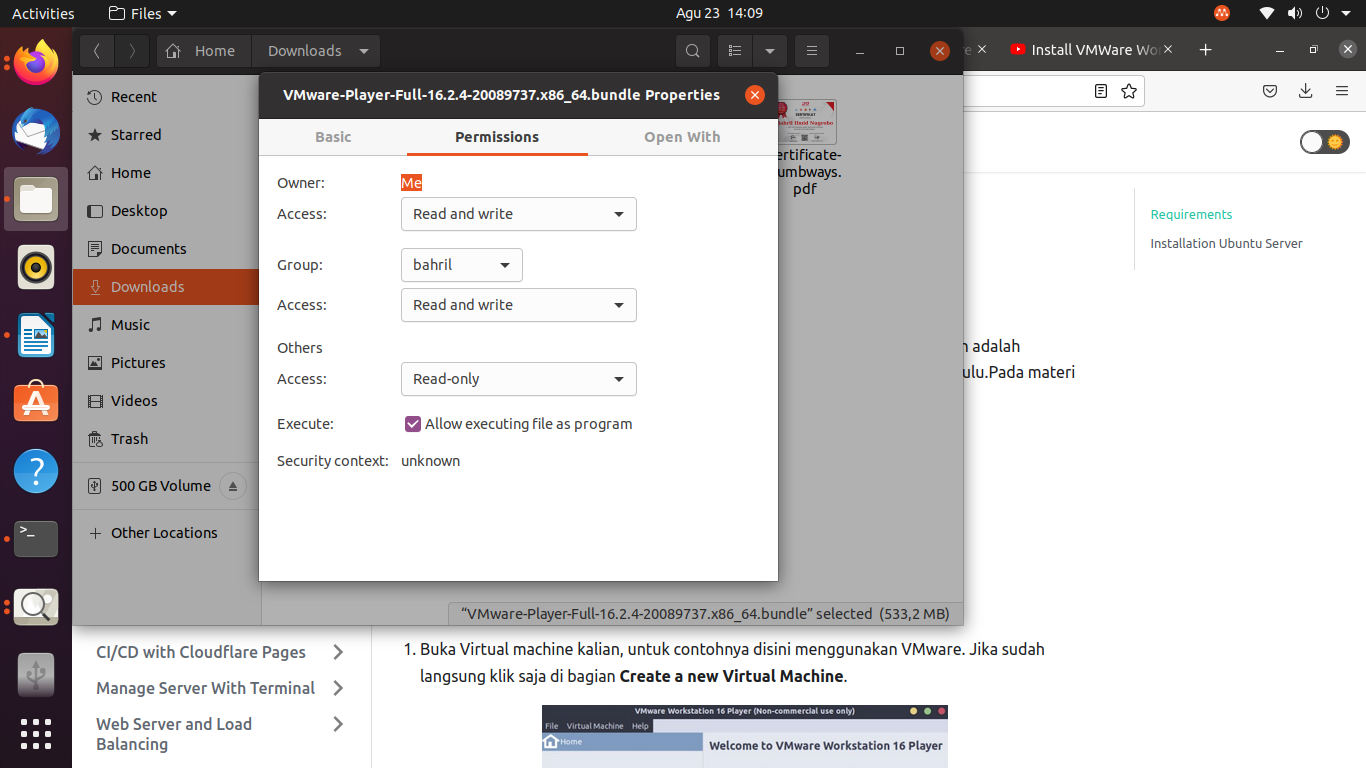 Activities
Files
Agu 23 14:09
Home
Downloads
Install VMWare Wo
VMware-Player-Full-16.2.4-20089737.x86_64.bundle Properties
Basic
Permissions
Open With
Recent
Starred
Home
Desktop
Documents
Downloads
Music
Pictures
Videos
Trash
500 GB Volume
Other Locations
Owner:
Me
Access:
Read and write
Group:
bahril
Access:
Read and write
Others
Access:
Read-only
Execute:
Allow executing file as program
Security context:
unknown
ertificate-
umbways.
pdf
"VMware-Player-Full-16.2.4-20089737.x86_64.bundle" selected (533,2 MB)
Requirements
Installation Ubuntu Server
adalah
ulu.Pada materi
CI/CD with Cloudflare Pages
Manage Server With Terminal
Web Server and Load
Balancing
1. Buka Virtual machine kalian, untuk contohnya disini menggunakan VMware. Jika sudah
langsung klik saja di bagian Create a new Virtual Machine.
VMware Workstation 16 Player (Non-commercial use only)
File Virtual Machine Help
Home
Welcome to VMware Workstation 16 Player